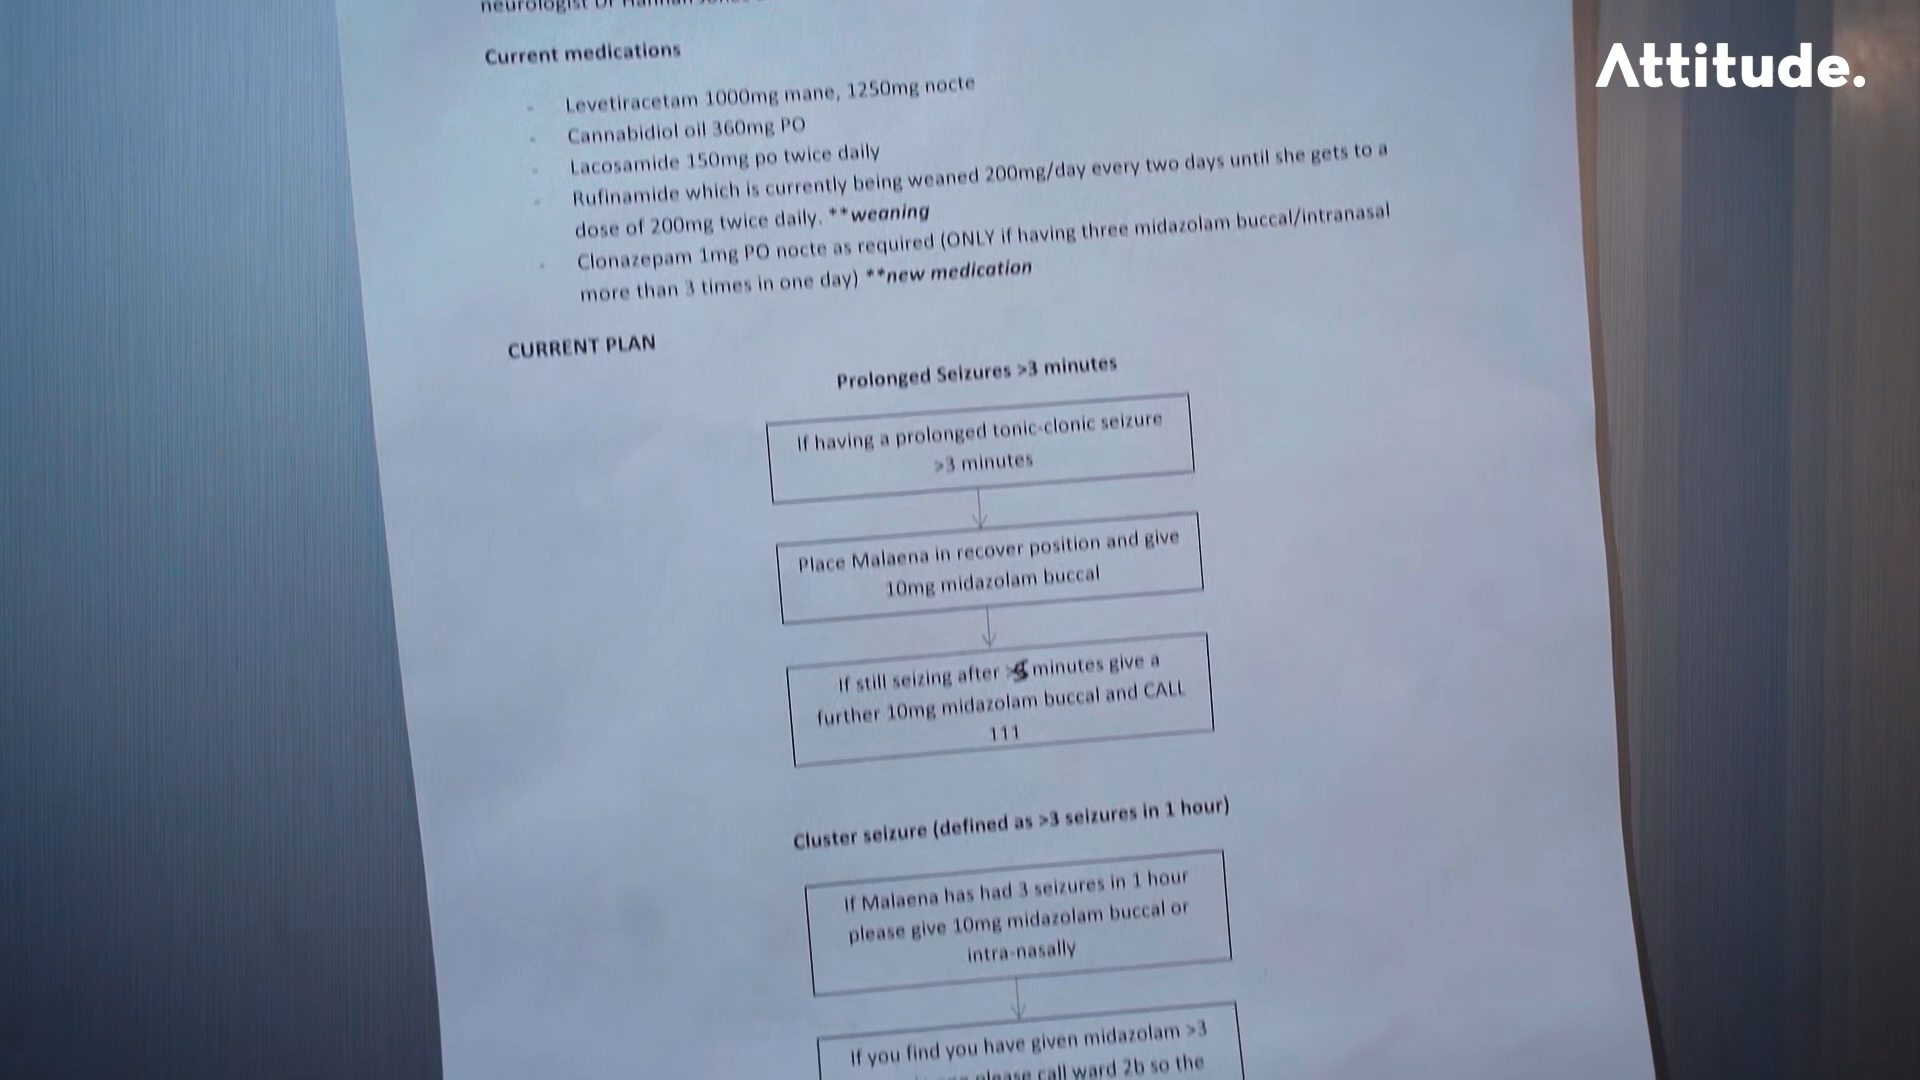 neurologist Dr Hannah
Attitude.
Current medications
- Levetiracetam 1000mg mane, 1250mg nocte
- Cannabidiol oil 360mg PO
- Lacosamide 150mg po twice daily
- Rufinamide which is currently being weaned 200mg/day every two days until she gets to a
dose of 200mg twice daily. **weaning
- Clonazepam 1mg PO nocte as required (ONLY if having three midazolam buccal/intranasal
more than 3 times in one day) **new medication
CURRENT PLAN
Prolonged Seizures >3 minutes
If having a prolonged tonic-clonic seizure
>3 minutes
Place Malaena in recover position and give
10mg midazolam buccal
If still seizing after minutes give a
further 10mg midazolam buccal and CALL
111
Cluster seizure (defined as >3 seizures in 1 hour)
If Malaena has had 3 seizures in 1 hour
please give 10mg midazolam buccal or
intra-nasally
If you find you have given midazolam >3
please call ward 2b so the